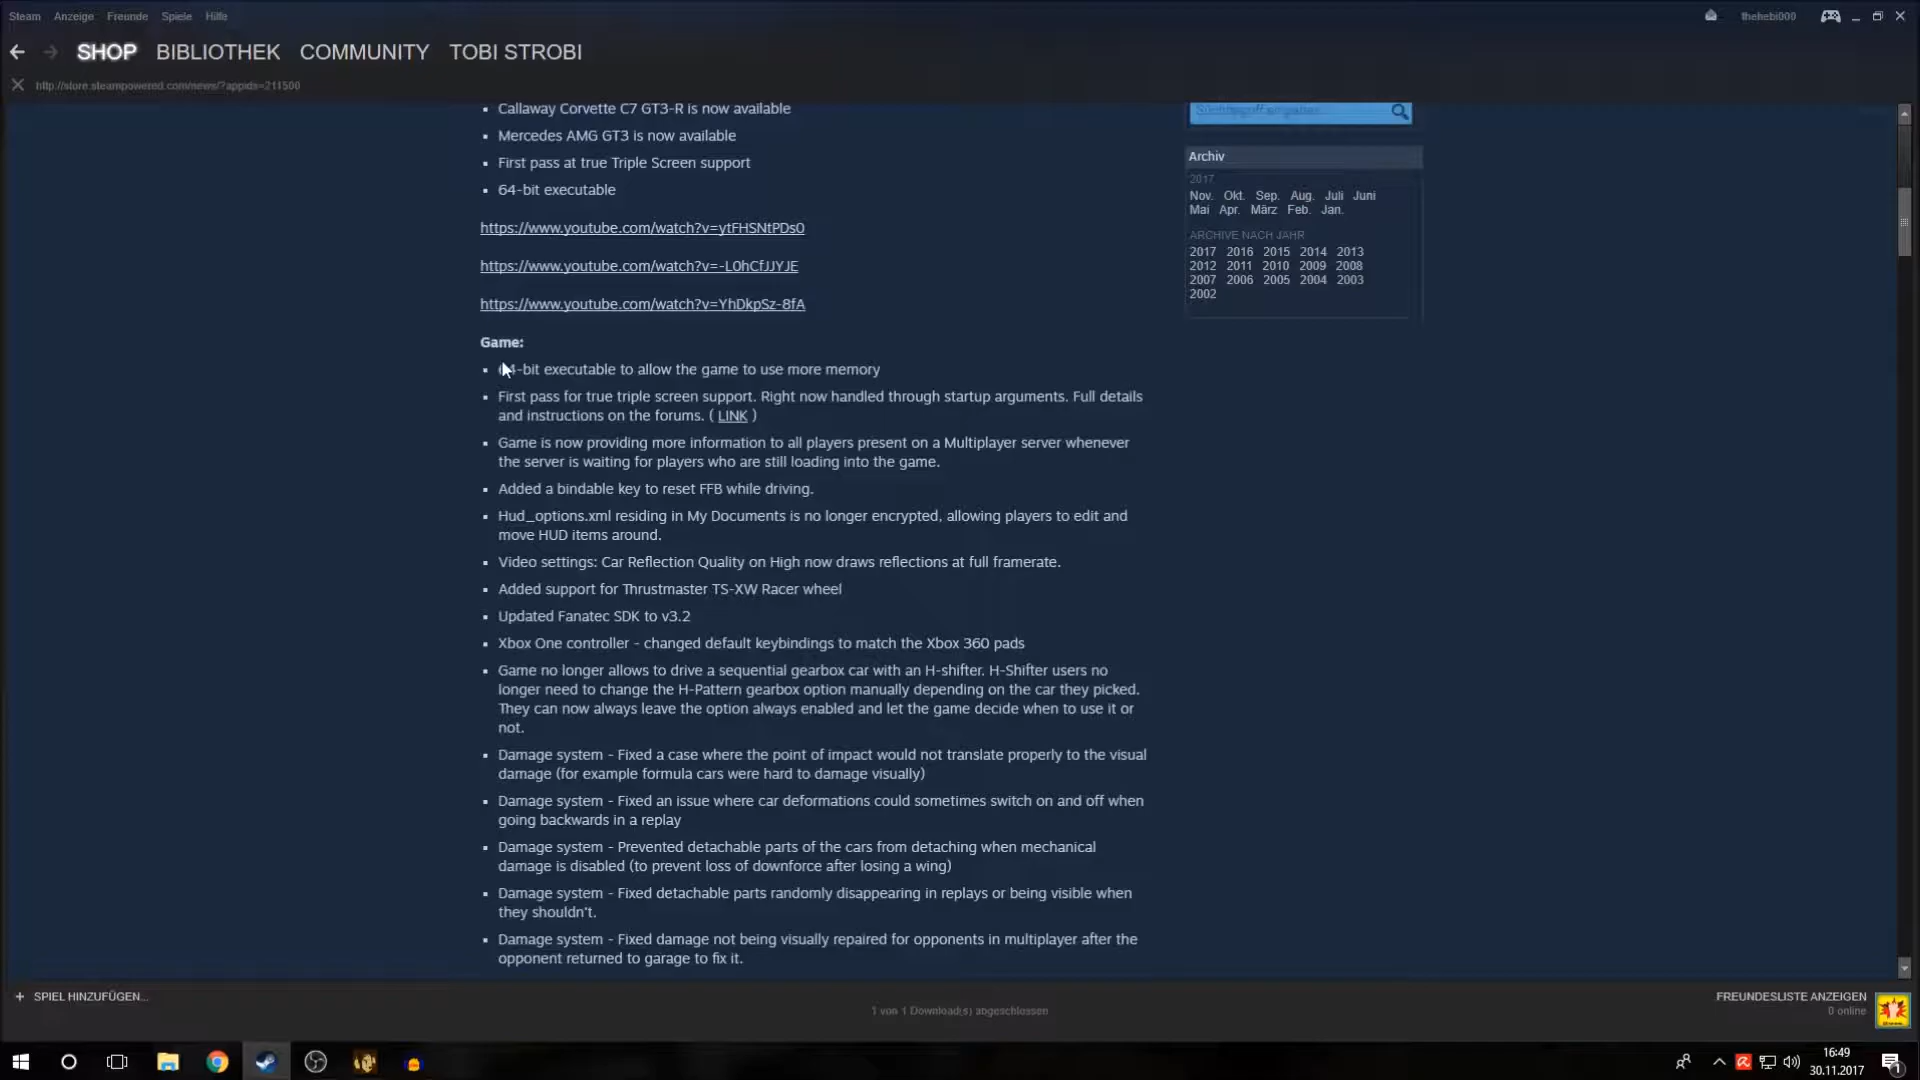 Steam Anzeige Freunde Spiele Hilfe
thehebi000
SHOP BIBLIOTHEK COMMUNITY TOBI STROBI
http://store.steampowered.com/news/?appids=211500
Callaway Corvette C7 GT3-R is now available
Mercedes AMG GT3 is now available
First pass at true Triple Screen support
64-bit executable
https://www.youtube.com/watch?v=ytFHSNtPDs0
https://www.youtube.com/watch?v=-L0hCfJJYJE
https://www.youtube.com/watch?v=YhDkpSz-8fA
Game:
64-bit executable to allow the game to use more memory
First pass for true triple screen support. Right now handled through startup arguments. Full details
and instructions on the forums. ( LINK )
Game is now providing more information to all players present on a Multiplayer server whenever
the server is waiting for players who are still loading into the game.
Added a bindable key to reset FFB while driving.
Hud_options.xml residing in My Documents is no longer encrypted, allowing players to edit and
move HUD items around.
Video settings: Car Reflection Quality on High now draws reflections at full framerate.
Added support for Thrustmaster TS-XW Racer wheel
Updated Fanatec SDK to v3.2
Xbox One controller - changed default keybindings to match the Xbox 360 pads
Game no longer allows to drive a sequential gearbox car with an H-shifter. H-Shifter users no
longer need to change the H-Pattern gearbox option manually depending on the car they picked.
They can now always leave the option always enabled and let the game decide when to use it or
not.
Damage system - Fixed a case where the point of impact would not translate properly to the visual
damage (for example formula cars were hard to damage visually)
Damage system - Fixed an issue where car deformations could sometimes switch on and off when
going backwards in a replay
Damage system - Prevented detachable parts of the cars from detaching when mechanical
damage is disabled (to prevent loss of downforce after losing a wing)
Damage system - Fixed detachable parts randomly disappearing in replays or being visible when
they shouldn't.
Damage system - Fixed damage not being visually repaired for opponents in multiplayer after the
opponent returned to garage to fix it.
Archiv
2017
Nov. Okt. Sep. Aug. Juli Juni
Mai Apr. März Feb. Jan.
ARCHIVE NACH JAHR
2017 2016 2015 2014 2013
2012 2011 2010 2009 2008
2007 2006 2005 2004 2003
2002
+ SPIEL HINZUFÜGEN...
1 von 1 Download(s) abgeschlossen
FREUNDESLISTE ANZEIGEN
0 online
16:49
30.11.2017
1